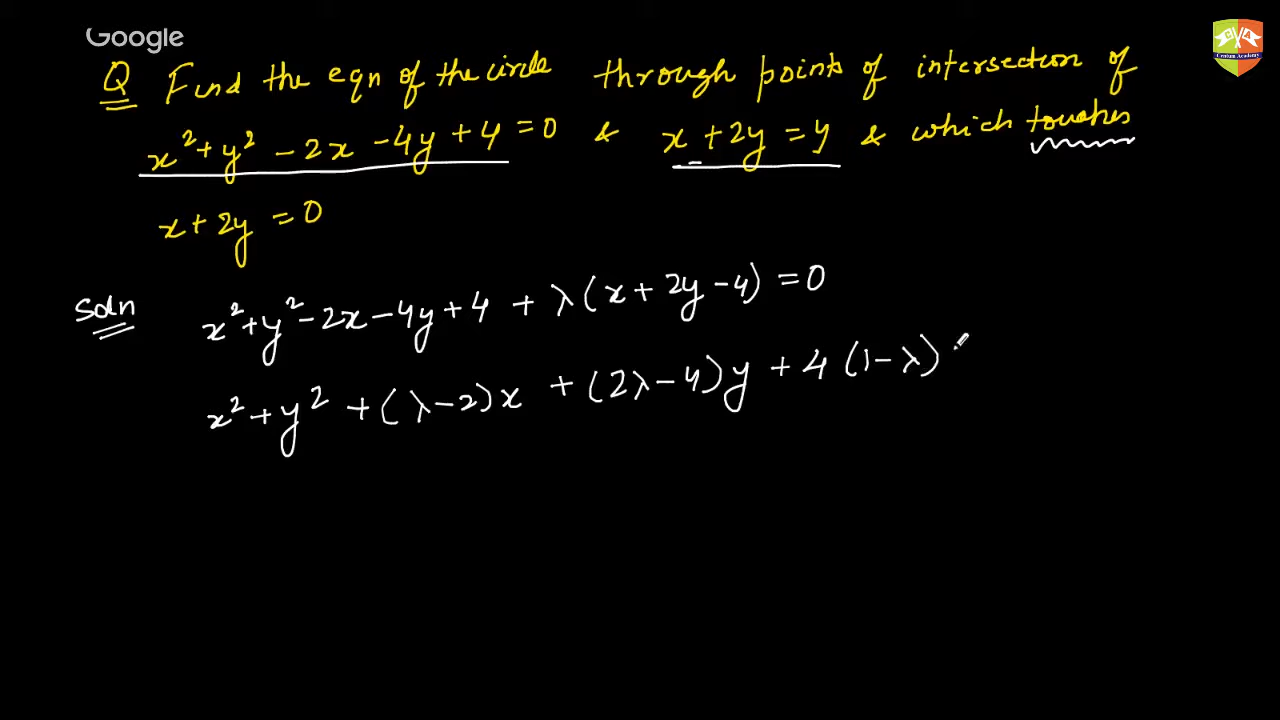 Google
Q Find the eqn of the circle through points of intersection of
x² + y² - 2x - 4y + 4 = 0 & x + 2y = y & which touches
x + 2y = 0
Soln x² + y² - 2x - 4y + 4 + λ(x + 2y - 4) = 0
x² + y² + (λ - 2)x + (2λ - 4)y + 4(1 - λ)